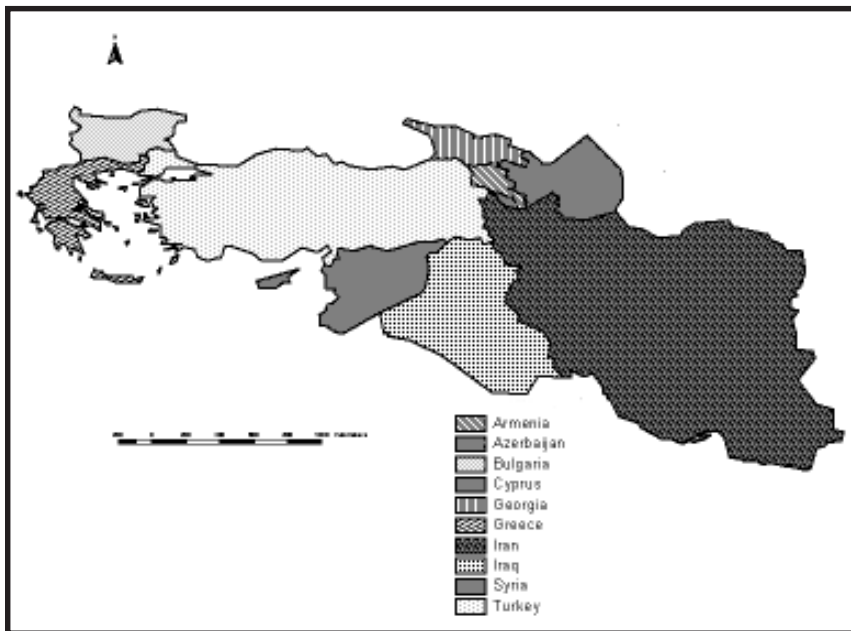 Armenia
Azerbaijan
Bulgaria
Cyprus
Georgia
Greece
Iran
Iraq
Syria
Turkey